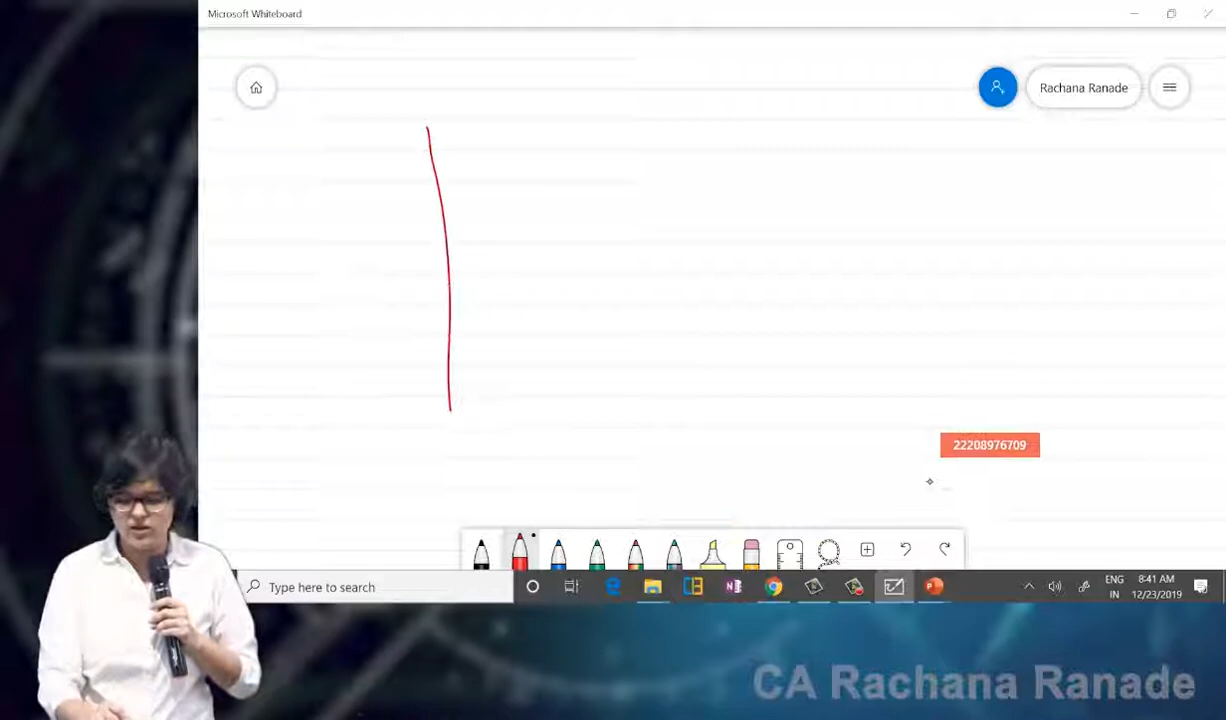 Microsoft Whiteboard
Rachana Ranade
22208976709
Type here to search
ENG
IN
8:41 AM
12/23/2019
CA Rachana Ranade